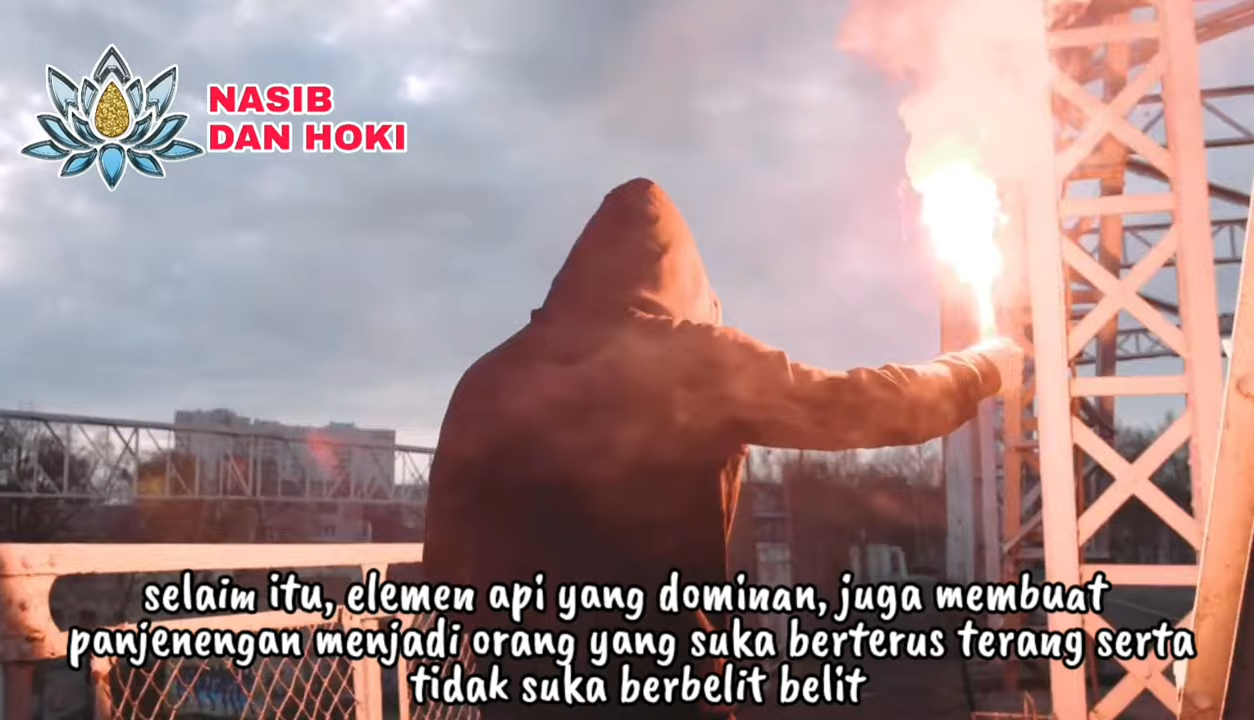 NASIB
DAN HOKI
selaim itu, elemen api yang dominan, juga membuat
panjenengan menjadi orang yang suka berterus terang serta
tidak suka berbelit belit